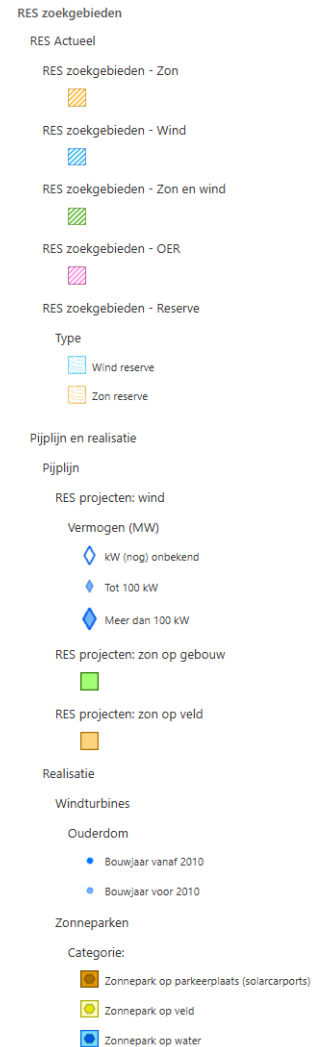 RES zoekgebieden
RES Actueel
RES zoekgebieden - Zon
RES zoekgebieden - Wind
RES zoekgebieden - Zon en wind
RES zoekgebieden - OER
RES zoekgebieden - Reserve
Type
Wind reserve
Zon reserve
Pijplijn en realisatie
Pijplijn
RES projecten: wind
Vermogen (MW)
kW (nog) onbekend
Tot 100 kW
Meer dan 100 kW
RES projecten: zon op gebouw
RES projecten: zon op veld
Realisatie
Windturbines
Ouderdom
Bouwjaar vanaf 2010
Bouwjaar voor 2010
Zonneparken
Categorie:
Zonnepark op parkeerplaats (solarcarports)
Zonnepark op veld
Zonnepark op water